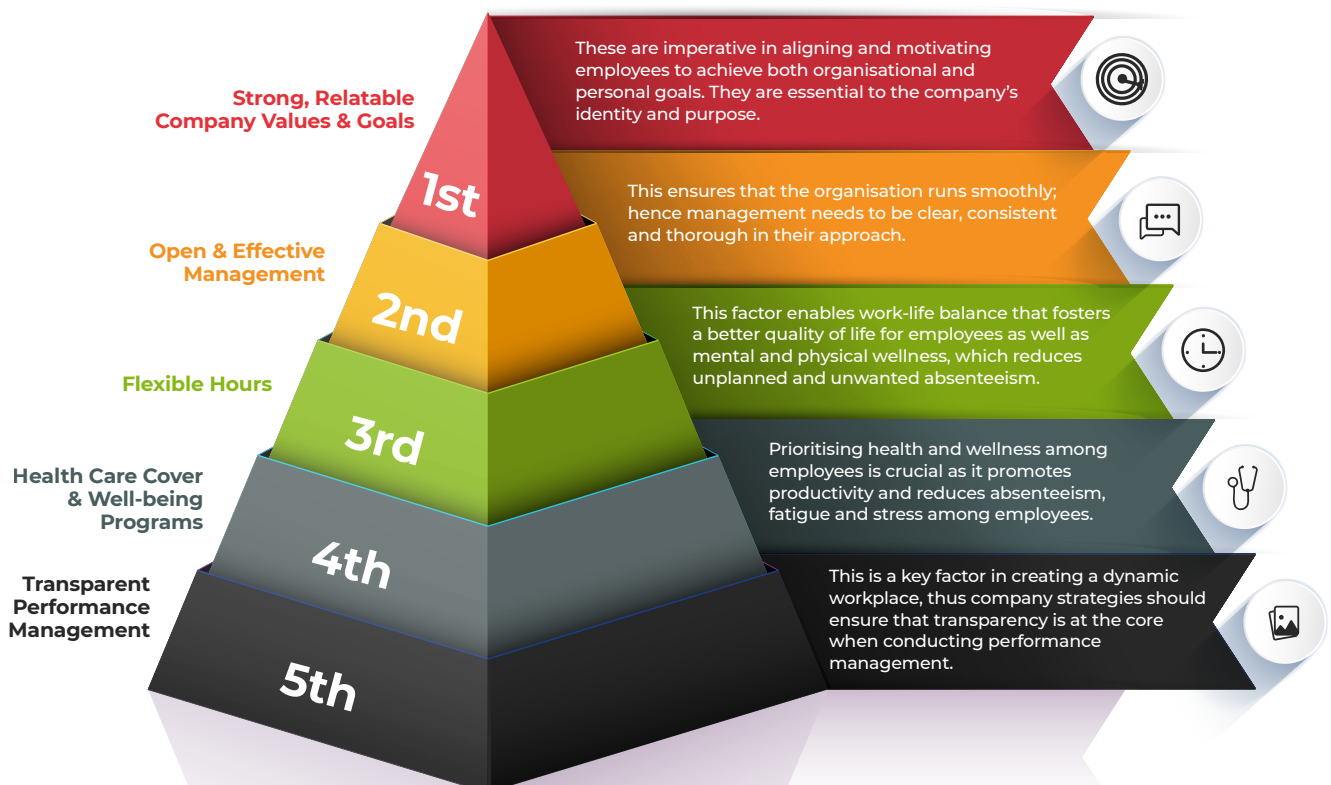 Strong, Relatable
Company Values & Goals
1st
These are imperative in aligning and motivating
employees to achieve both organisational and
personal goals. They are essential to the company’s
identity and purpose.
Open & Effective
Management
2nd
This ensures that the organisation runs smoothly;
hence management needs to be clear, consistent
and thorough in their approach.
Flexible Hours
3rd
This factor enables work-life balance that fosters
a better quality of life for employees as well as
mental and physical wellness, which reduces
unplanned and unwanted absenteeism.
Health Care Cover
& Well-being
Programs
4th
Prioritising health and wellness among
employees is crucial as it promotes
productivity and reduces absenteeism,
fatigue and stress among employees.
Transparent
Performance
Management
5th
This is a key factor in creating a dynamic
workplace, thus company strategies should
ensure that transparency is at the core
when conducting performance
management.